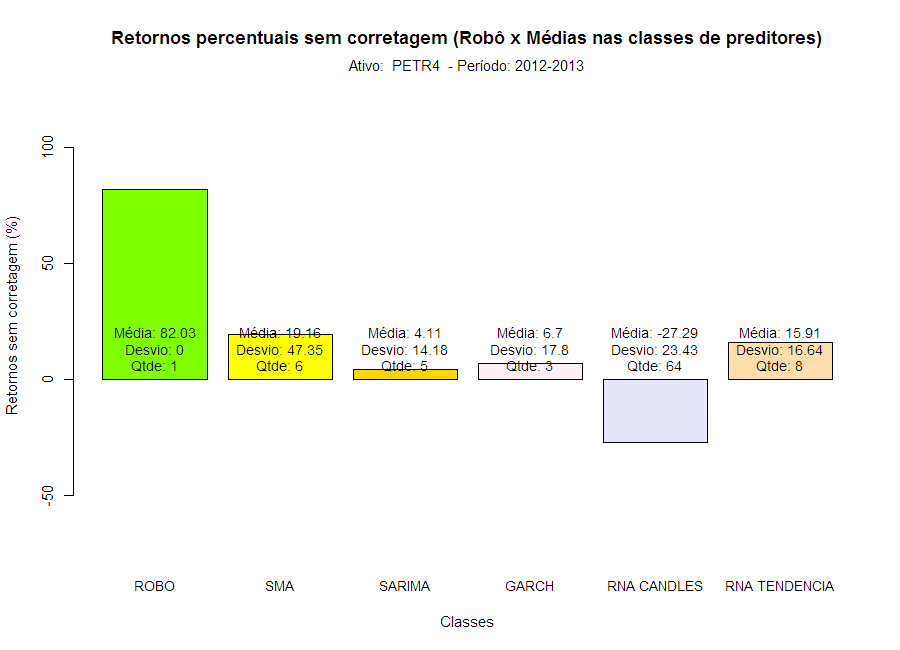 Retornos percentuais sem corretagem (Robô x Médias nas classes de preditores)
Ativo:  PETR4  - Período: 2012-2013
Retornos sem corretagem (%)
100
50
0
-50
Média: 82.03
Desvio: 0
Qtde: 1
Média: 19.16
Desvio: 47.35
Qtde: 6
Média: 4.11
Desvio: 14.18
Qtde: 5
Média: 6.7
Desvio: 17.8
Qtde: 3
Média: -27.29
Desvio: 23.43
Qtde: 64
Média: 15.91
Desvio: 16.64
Qtde: 8
ROBO
SMA
SARIMA
GARCH
RNA CANDLES
RNA TENDENCIA
Classes